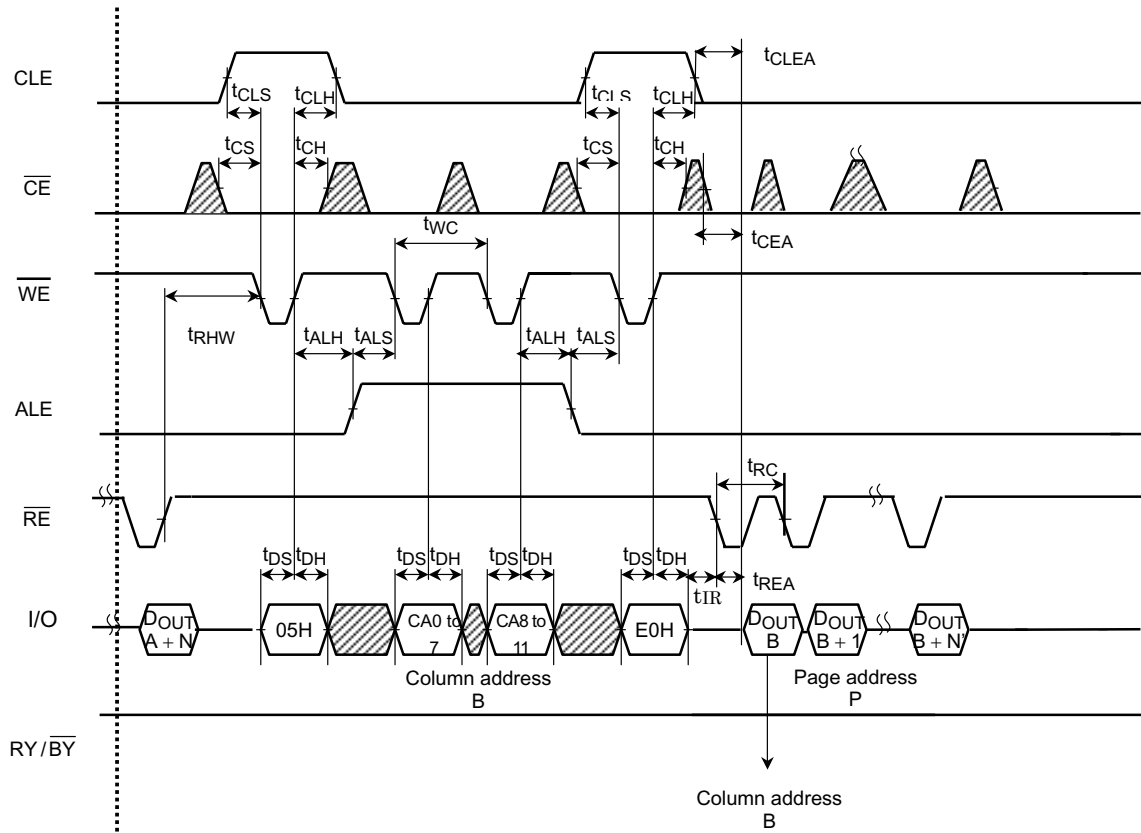 CLE
tCLEA
tCLS tCLH tCLS tCLH
tCS tCH tCS tCH
CE
tWC
tCEA
WE
tRHW
tALH tALS tALH tALS
ALE
tRC
RE
tDS tDH tDS tDH tDS tDH tDS tDH
tIR tREA
I/O
DOUT
A + N
05H
CA0 to
7
CA8 to
11
E0H
DOUT
B
DOUT
B + 1
DOUT
B + N'
Column address
B
Page address
P
RY / BY
Column address
B